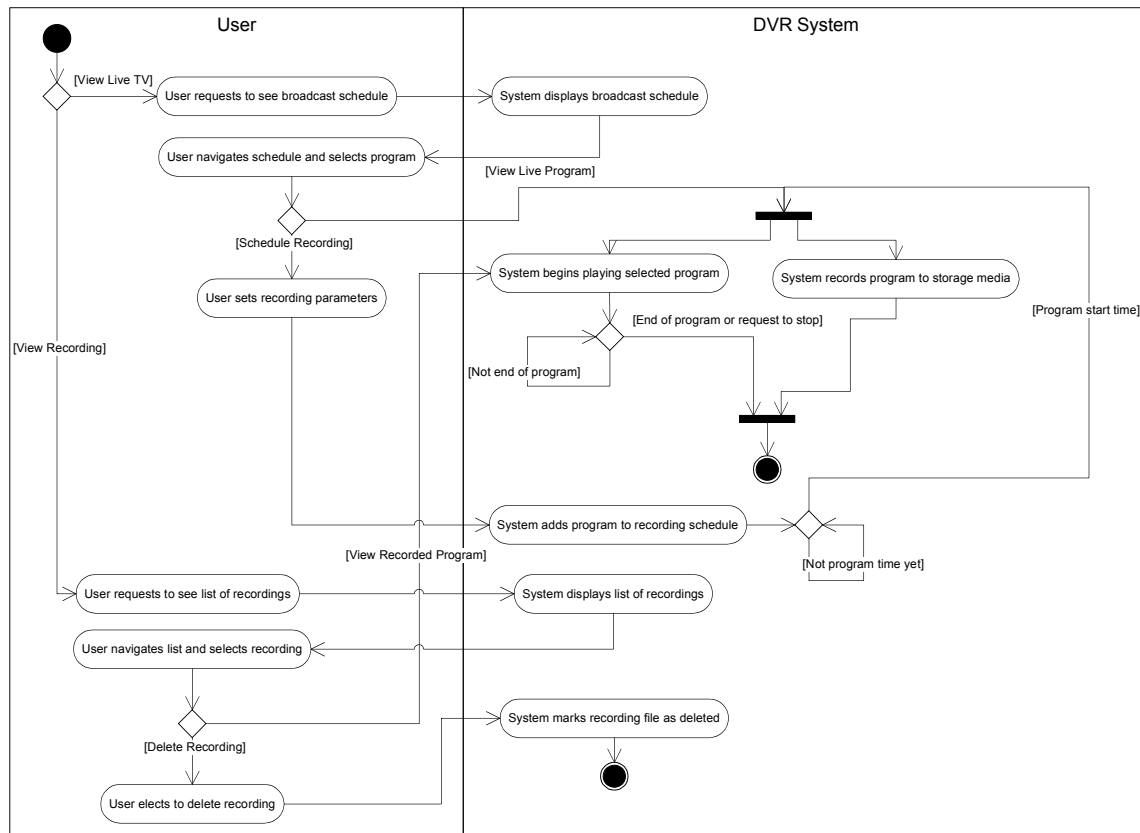 User
DVR System
[View Live TV]
User requests to see broadcast schedule
System displays broadcast schedule
User navigates schedule and selects program
[View Live Program]
[Schedule Recording]
System begins playing selected program
System records program to storage media
User sets recording parameters
[Program start time]
[End of program or request to stop]
[View Recording]
[Not end of program]
System adds program to recording schedule
[View Recorded Program]
[Not program time yet]
User requests to see list of recordings
System displays list of recordings
User navigates list and selects recording
System marks recording file as deleted
[Delete Recording]
User elects to delete recording